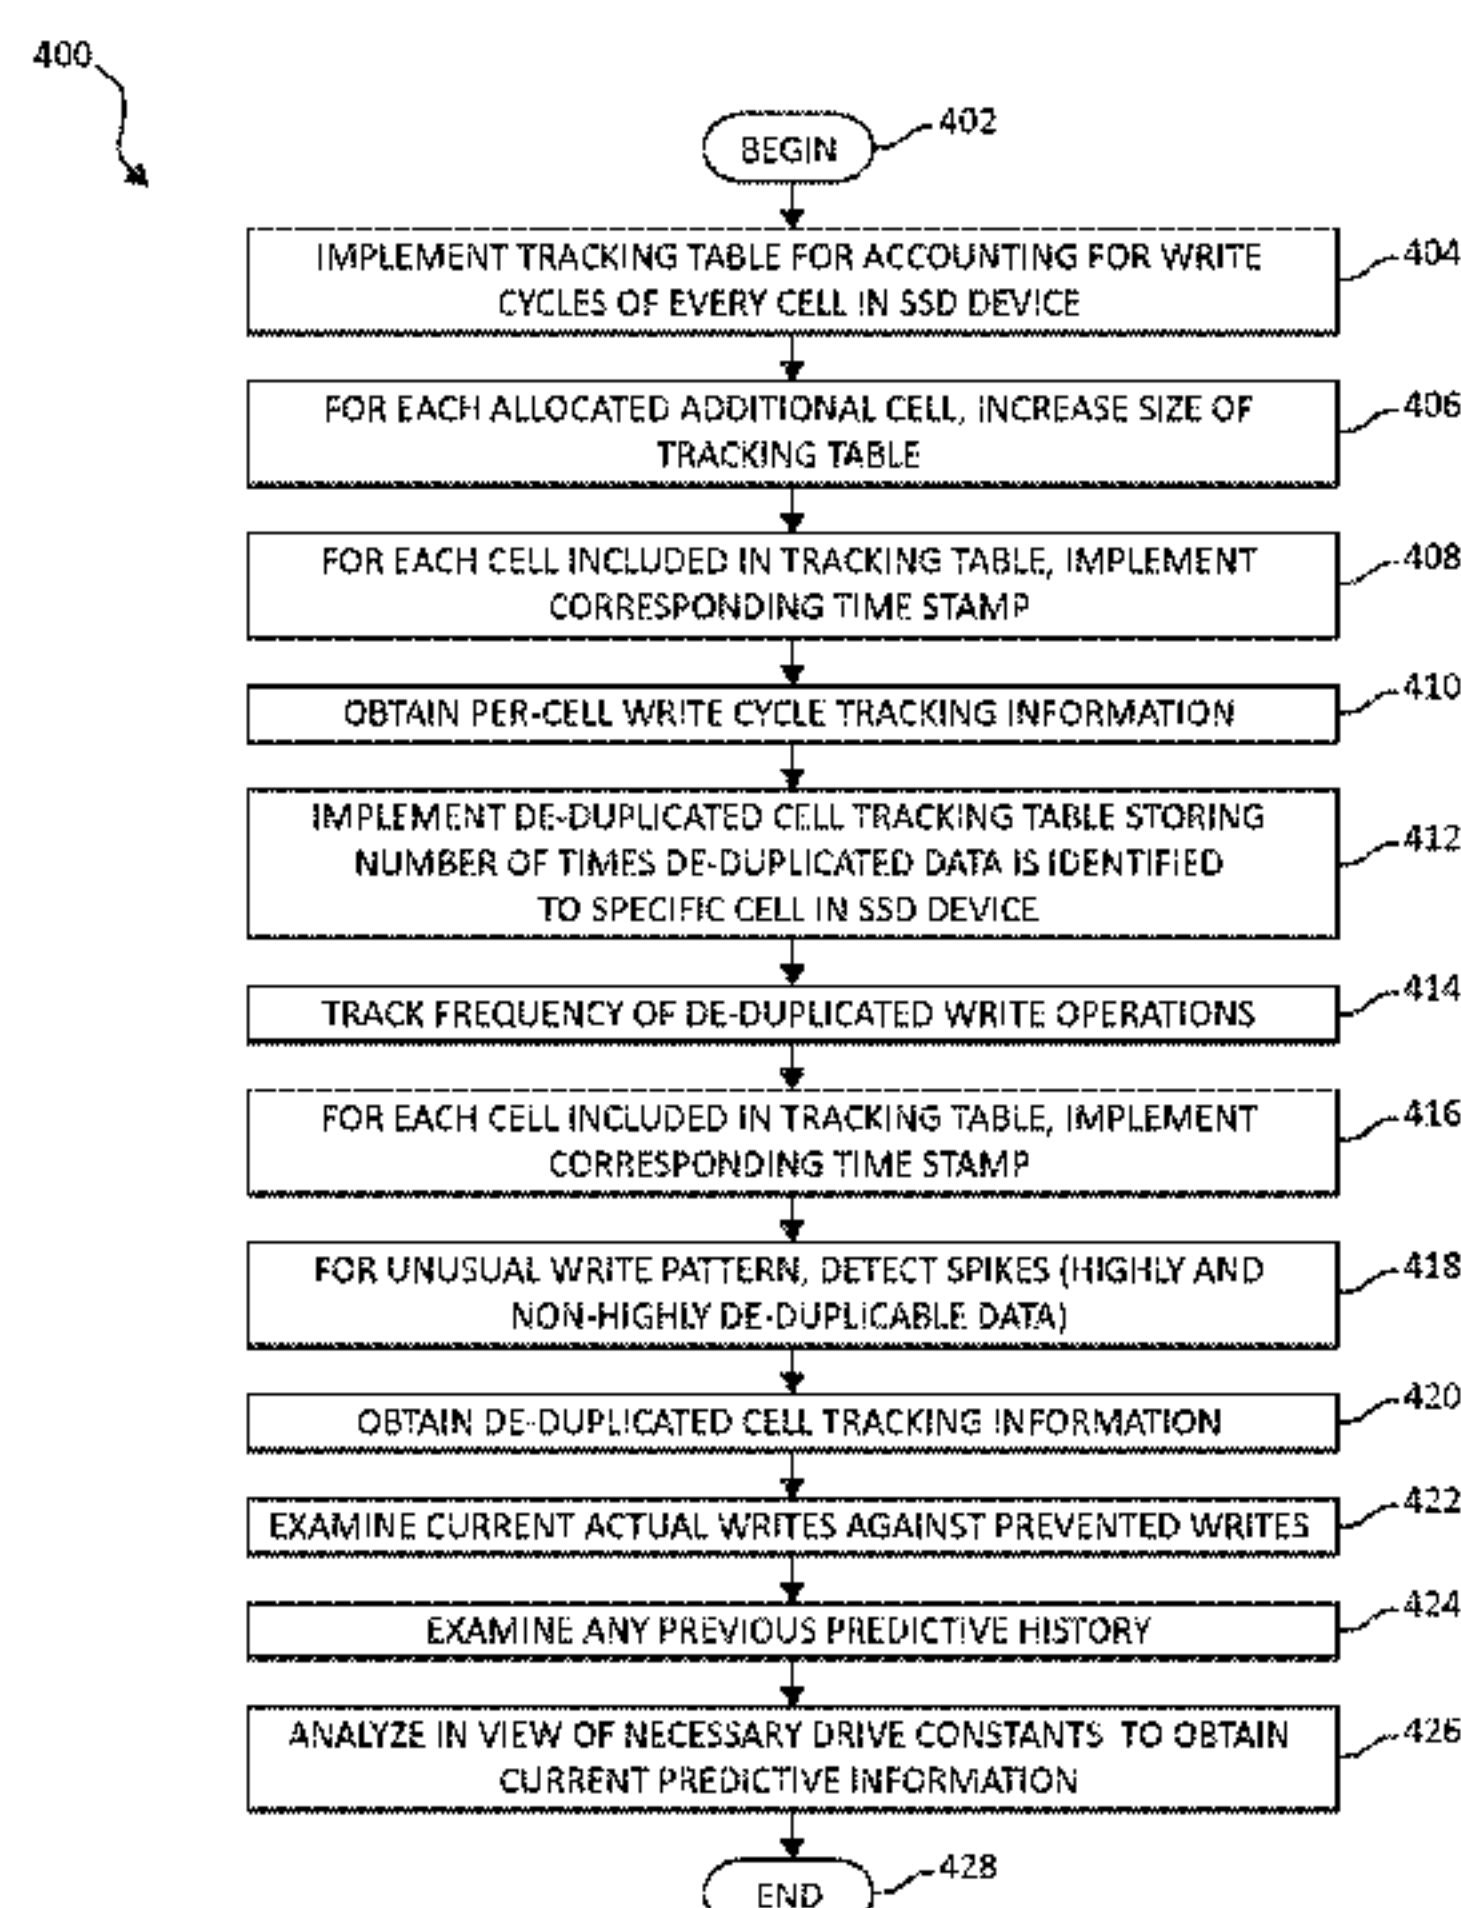 400
BEGIN
402
IMPLEMENT TRACKING TABLE FOR ACCOUNTING FOR WRITE
CYCLES OF EVERY CELL IN SSD DEVICE
404
FOR EACH ALLOCATED ADDITIONAL CELL, INCREASE SIZE OF
TRACKING TABLE
406
FOR EACH CELL INCLUDED IN TRACKING TABLE, IMPLEMENT
CORRESPONDING TIME STAMP
408
OBTAIN PER-CELL WRITE CYCLE TRACKING INFORMATION
410
IMPLEMENT DE-DUPLICATED CELL TRACKING TABLE STORING
NUMBER OF TIMES DE-DUPLICATED DATA IS IDENTIFIED
TO SPECIFIC CELL IN SSD DEVICE
412
TRACK FREQUENCY OF DE-DUPLICATED WRITE OPERATIONS
414
FOR EACH CELL INCLUDED IN TRACKING TABLE, IMPLEMENT
CORRESPONDING TIME STAMP
416
FOR UNUSUAL WRITE PATTERN, DETECT SPIKES (HIGHLY AND
NON-HIGHLY DE-DUPLICABLE DATA)
418
OBTAIN DE-DUPLICATED CELL TRACKING INFORMATION
420
EXAMINE CURRENT ACTUAL WRITES AGAINST PREVENTED WRITES
422
EXAMINE ANY PREVIOUS PREDICTIVE HISTORY
424
ANALYZE IN VIEW OF NECESSARY DRIVE CONSTANTS TO OBTAIN
CURRENT PREDICTIVE INFORMATION
426
END
428